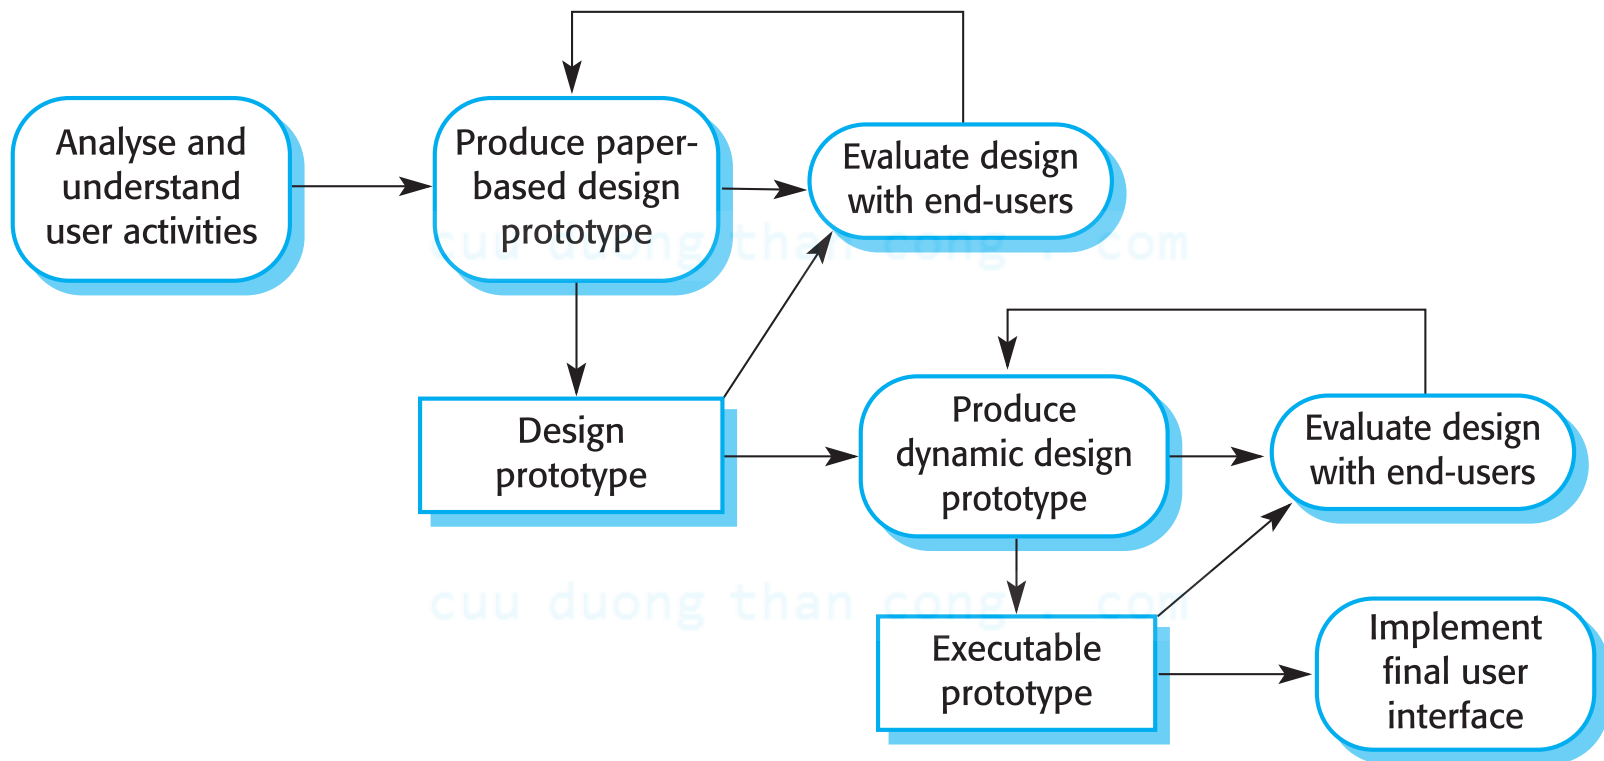 Analyse and
understand
user activities
Produce paper-
based design
prototype
Evaluate design
with end-users
cuu duong than cong . com
Design
prototype
Produce
dynamic design
prototype
Evaluate design
with end-users
cuu duong than cong . com
Executable
prototype
Implement
final user
interface